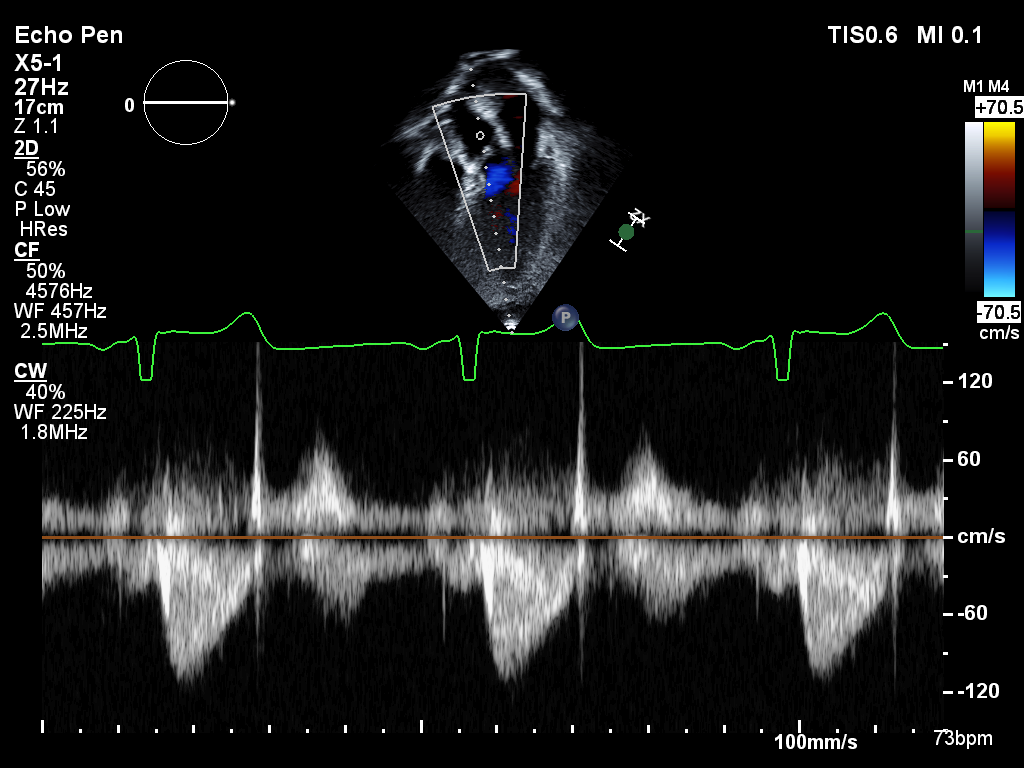 Echo Pen
TIS0.6 MI 0.1
X5-1
27Hz
17cm
Z 1.1
2D
56%
C 45
P Low
HRes
CF
50%
4576Hz
WF 457Hz
2.5MHz
CW
40%
WF 225Hz
1.8MHz
0
M1 M4
+70.5
-70.5
cm/s
P
120
60
cm/s
-60
-120
100mm/s
73bpm